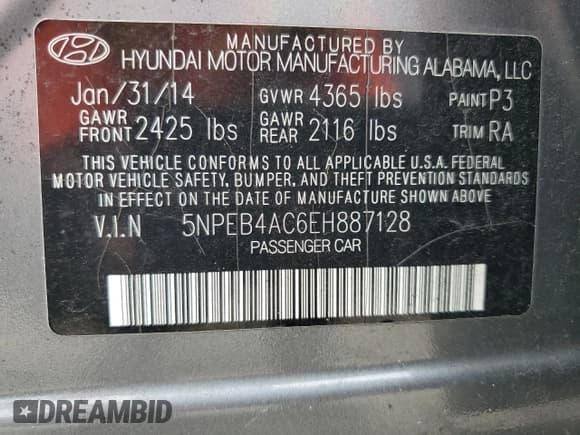 MANUFACTURED BY
HYUNDAI MOTOR MANUFACTURING ALABAMA, LLC
Jan/31/14 GVWR 4365 lbs PAINT P3
GAWR FRONT 2425 lbs GAWR REAR 2116 lbs TRIM RA
THIS VEHICLE CONFORMS TO ALL APPLICABLE U.S.A. FEDERAL
MOTOR VEHICLE SAFETY, BUMPER, AND THEFT PREVENTION STANDARDS
IN EFFECT ON THE DATE OF MANUFACTURE SHOWN ABOVE
V.I.N 5NPEB4AC6EH887128
PASSENGER CAR
DREAMBID